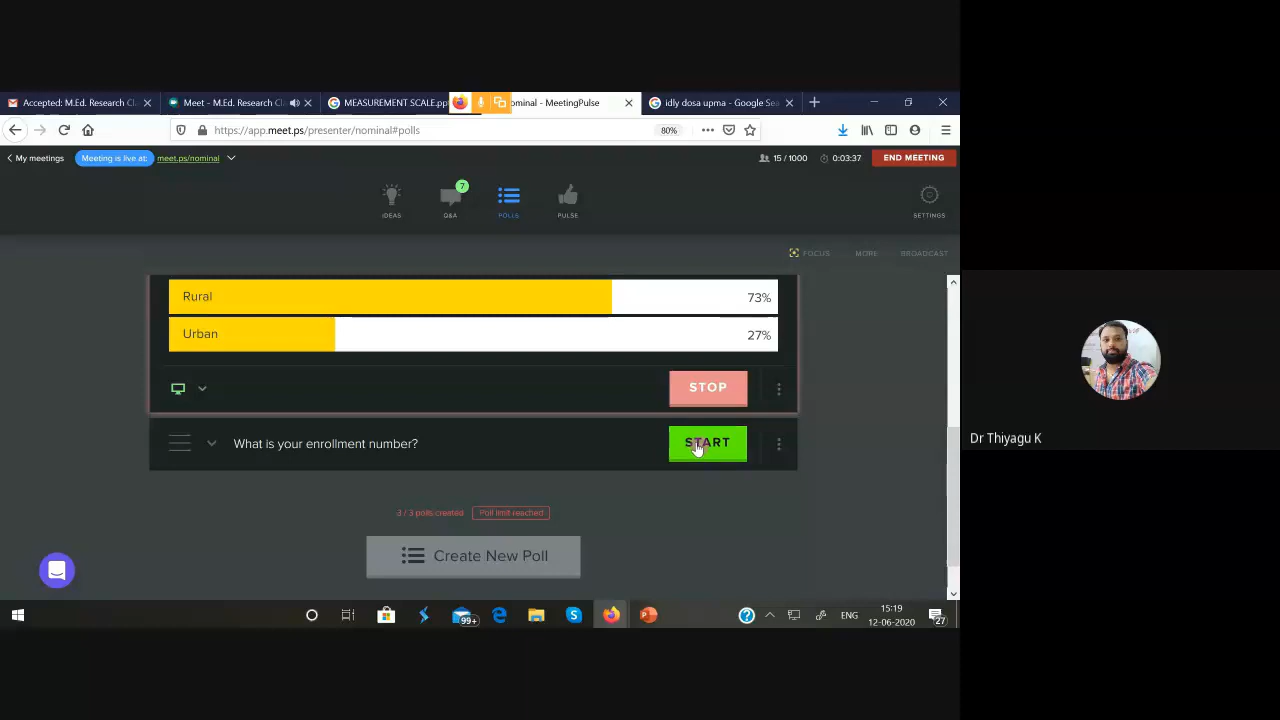 Accepted: M.Ed. Research Cl
Meet - M.Ed. Research Cl
MEASUREMENT SCALE.pp
ominal - MeetingPulse
idly dosa upma - Google Sea
https://app.meet.ps/presenter/nominal#polls
80%
My meetings
Meeting is live at:
meet.ps/nominal
15 / 1000
0:03:37
END MEETING
7
IDEAS
Q&A
POLLS
PULSE
SETTINGS
FOCUS
MORE
BROADCAST
Rural
73%
Urban
27%
STOP
What is your enrollment number?
START
3 / 3 polls created
Poll limit reached
Create New Poll
Dr Thiyagu K
99+
ENG
15:19
12-06-2020
27